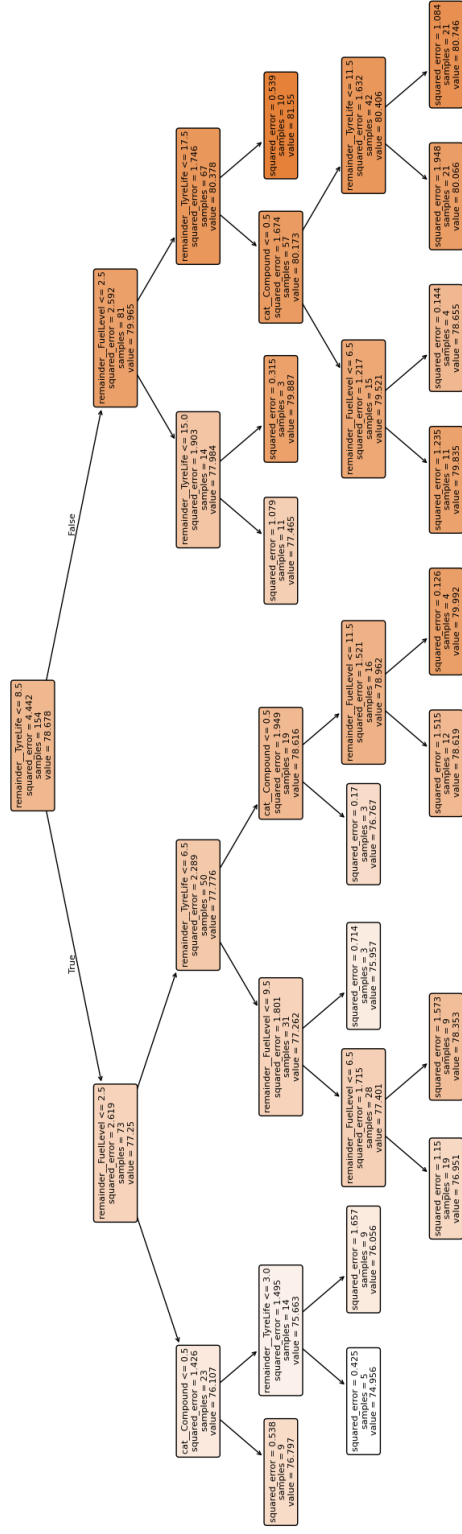 remainder__TyreLife <= 8.5
squared_error = 4.442
samples = 154
value = 78.678
True
False
remainder__FuelLevel <= 2.5
squared_error = 2.619
samples = 73
value = 77.25
remainder__FuelLevel <= 2.5
squared_error = 2.592
samples = 81
value = 79.965
cat__Compound <= 0.5
squared_error = 1.426
samples = 23
value = 76.107
remainder__TyreLife <= 6.5
squared_error = 2.289
samples = 50
value = 77.776
remainder__TyreLife <= 15.0
squared_error = 1.903
samples = 14
value = 77.984
remainder__TyreLife <= 17.5
squared_error = 1.746
samples = 67
value = 80.378
squared_error = 0.538
samples = 9
value = 76.797
remainder__TyreLife <= 3.0
squared_error = 1.495
samples = 14
value = 75.663
remainder__FuelLevel <= 9.5
squared_error = 1.801
samples = 31
value = 77.262
cat__Compound <= 0.5
squared_error = 1.949
samples = 19
value = 78.616
squared_error = 1.079
samples = 11
value = 77.465
squared_error = 0.315
samples = 3
value = 79.887
cat__Compound <= 0.5
squared_error = 1.674
samples = 57
value = 80.173
squared_error = 0.539
samples = 10
value = 81.55
squared_error = 0.425
samples = 5
value = 74.956
squared_error = 1.657
samples = 9
value = 76.056
remainder__FuelLevel <= 6.5
squared_error = 1.715
samples = 28
value = 77.401
squared_error = 0.714
samples = 3
value = 75.957
squared_error = 0.17
samples = 3
value = 76.767
remainder__FuelLevel <= 11.5
squared_error = 1.521
samples = 16
value = 78.962
remainder__FuelLevel <= 6.5
squared_error = 1.217
samples = 15
value = 79.521
remainder__TyreLife <= 11.5
squared_error = 1.632
samples = 42
value = 80.406
squared_error = 1.15
samples = 19
value = 76.951
squared_error = 1.573
samples = 9
value = 78.353
squared_error = 1.515
samples = 12
value = 78.619
squared_error = 0.126
samples = 4
value = 79.992
squared_error = 1.235
samples = 11
value = 79.835
squared_error = 0.144
samples = 4
value = 78.655
squared_error = 1.948
samples = 21
value = 80.066
squared_error = 1.084
samples = 21
value = 80.746